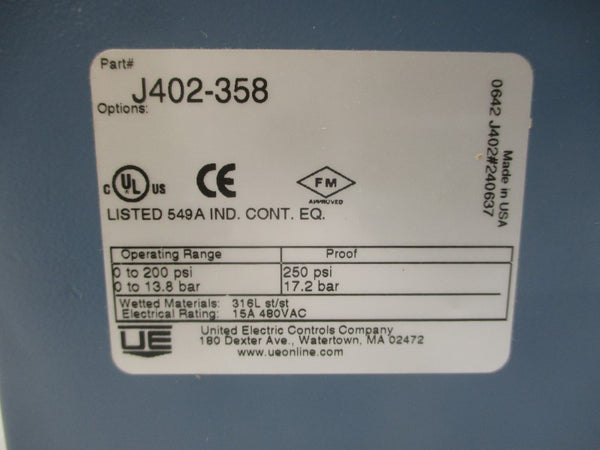 Part#
J402-358
Options:
C UL US CE FM APPROVED
LISTED 549A IND. CONT. EQ.
Operating Range Proof
0 to 200 psi 250 psi
0 to 13.8 bar 17.2 bar
Wetted Materials: 316L st/st
Electrical Rating: 15A 480VAC
UE
United Electric Controls Company
180 Dexter Ave., Watertown, MA 02472
www.ueonline.com
Made in USA
0642 J402#240637